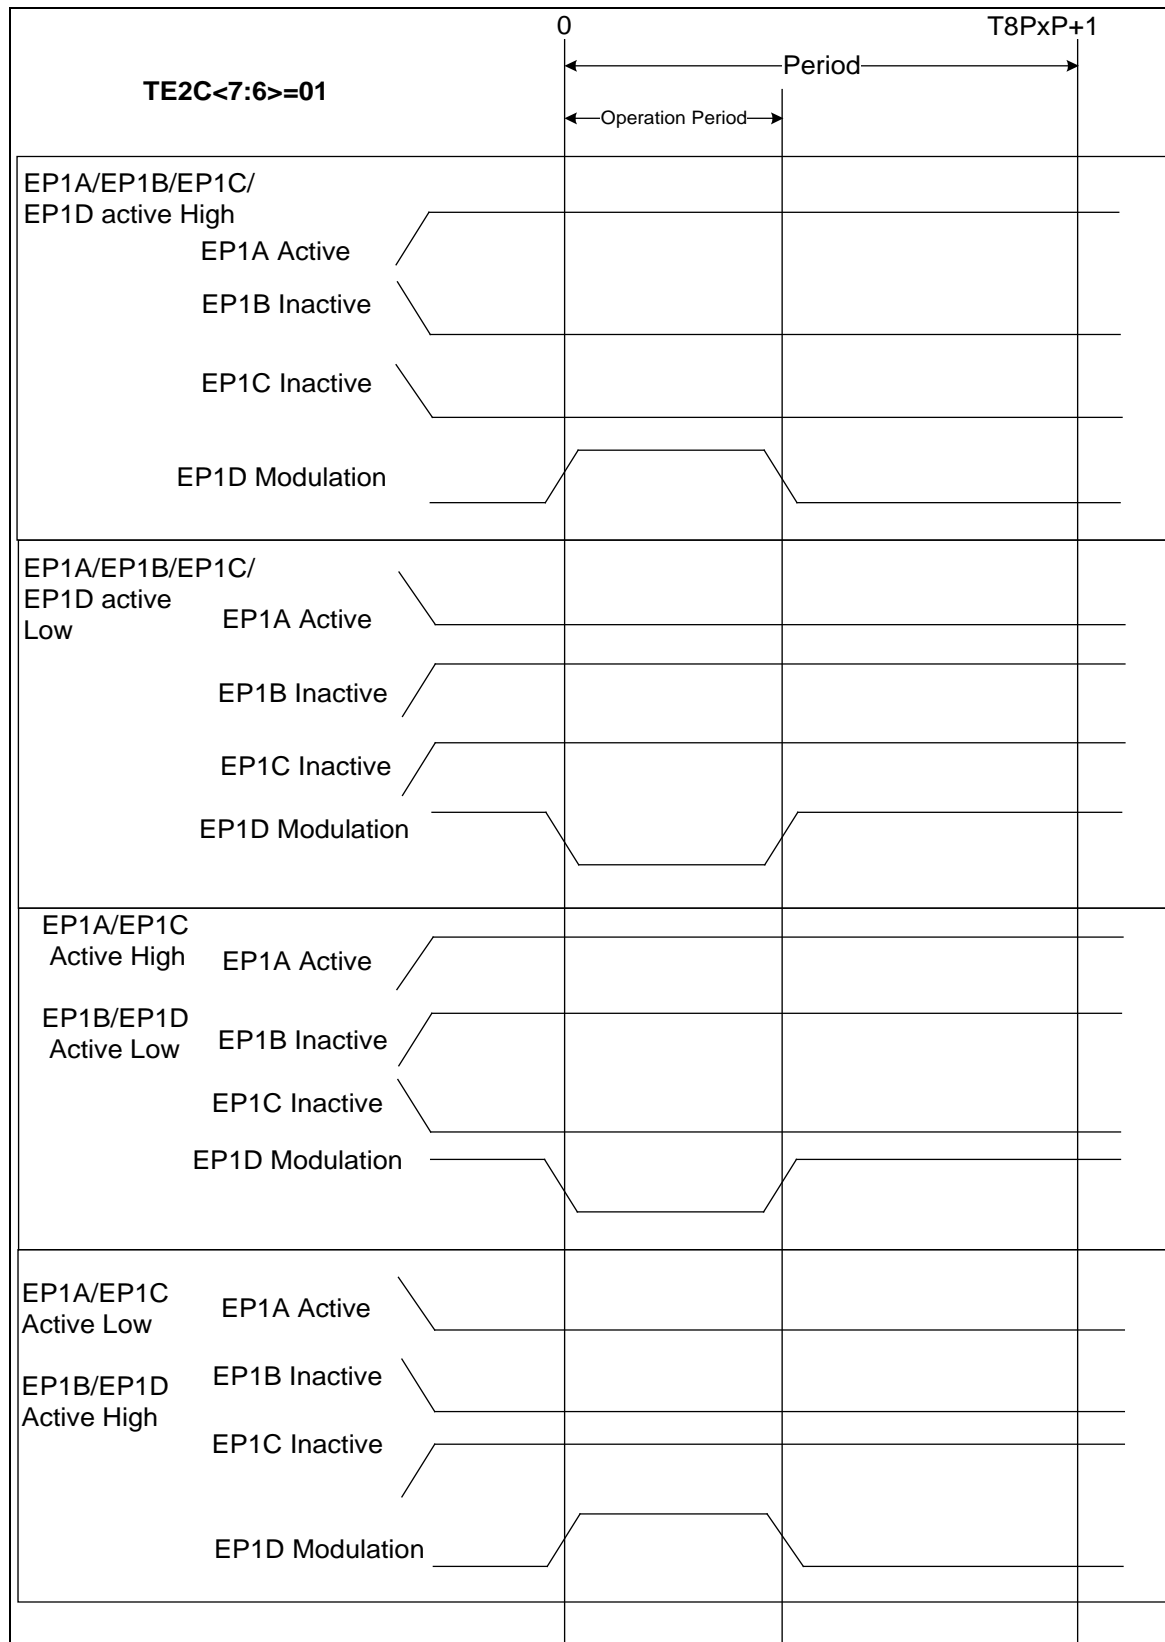 0
T8PxP+1
Period
TE2C<7:6>=01
Operation Period
EP1A/EP1B/EP1C/
EP1D active High
EP1A Active
EP1B Inactive
EP1C Inactive
EP1D Modulation
EP1A/EP1B/EP1C/
EP1D active
Low
EP1A Active
EP1B Inactive
EP1C Inactive
EP1D Modulation
EP1A/EP1C
Active High
EP1A Active
EP1B/EP1D
Active Low
EP1B Inactive
EP1C Inactive
EP1D Modulation
EP1A/EP1C
Active Low
EP1A Active
EP1B/EP1D
Active High
EP1B Inactive
EP1C Inactive
EP1D Modulation